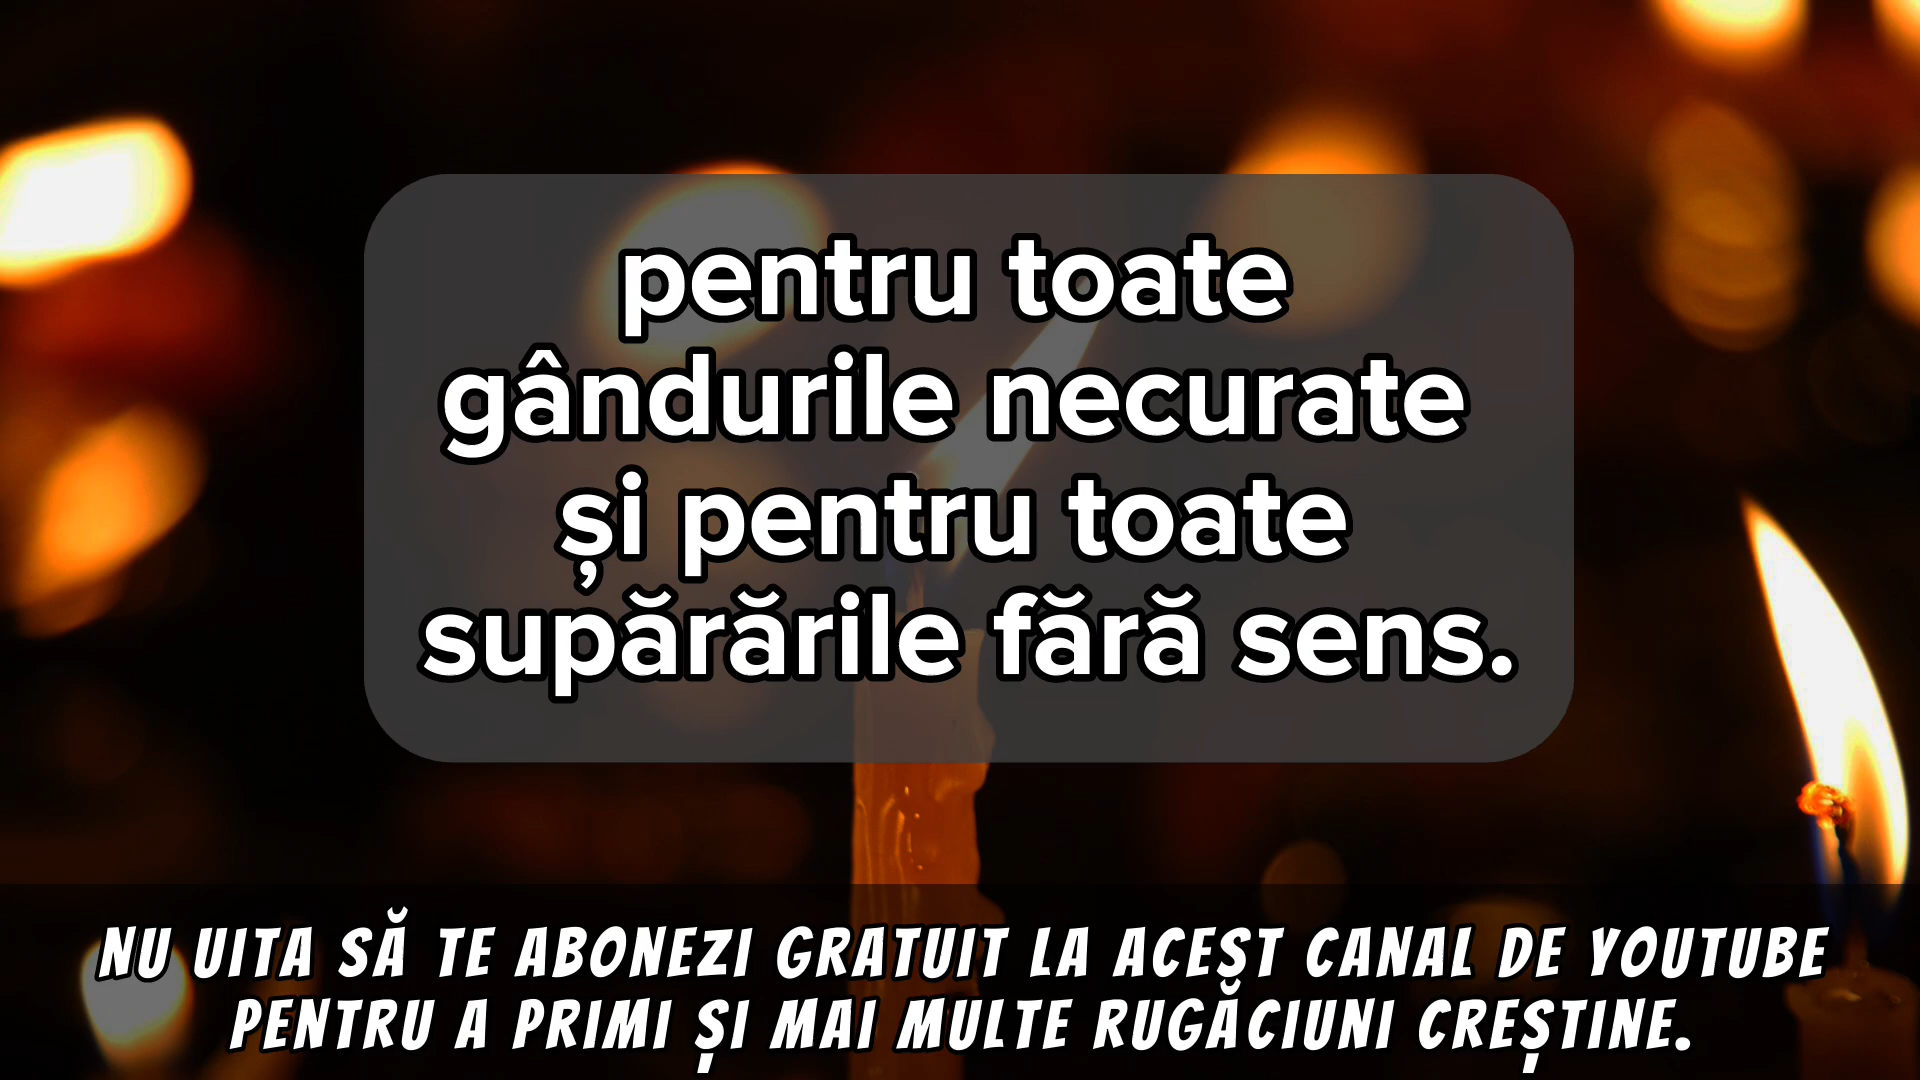 pentru toate
gândurile necurate
și pentru toate
supărările fără sens.
NU UITA SĂ TE ABONEZI GRATUIT LA ACEST CANAL DE YOUTUBE
PENTRU A PRIMI ȘI MAI MULTE RUGĂCIUNI CREȘTINE.